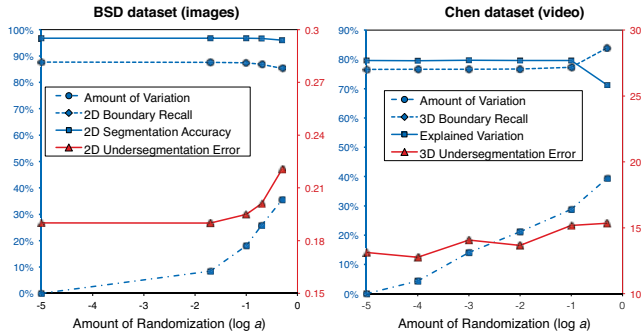 BSD dataset (images)
100%
90%
80%
70%
60%
50%
40%
30%
20%
10%
0%
0.3
0.27
0.24
0.21
0.18
0.15
Amount of Variation
2D Boundary Recall
2D Segmentation Accuracy
2D Undersegmentation Error
-5 -4 -3 -2 -1 0
Amount of Randomization (log a)
Chen dataset (video)
90%
80%
70%
60%
50%
40%
30%
20%
10%
0%
30
25
20
15
10
Amount of Variation
3D Boundary Recall
Explained Variation
3D Undersegmentation Error
-5 -4 -3 -2 -1 0
Amount of Randomization (log a)